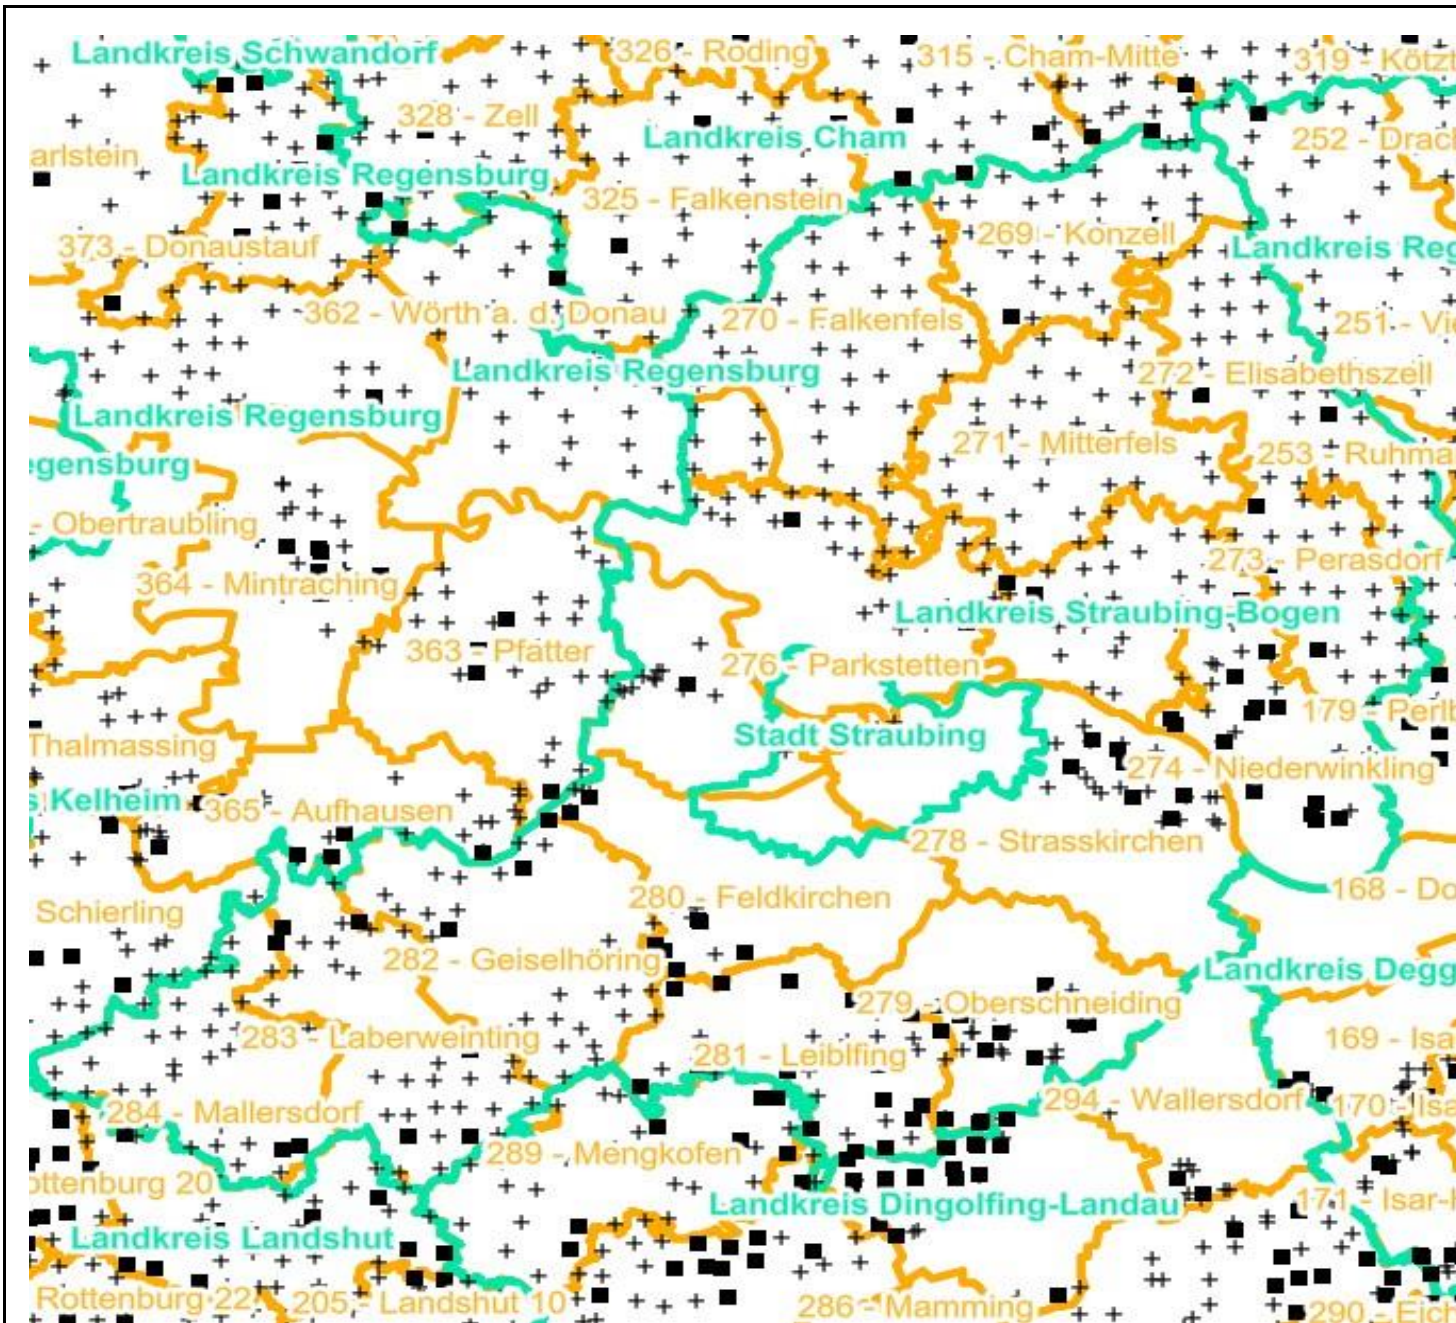 Landkreis Schwandorf
326 - Roding
315 - Cham-Mitte
319 - Kötzt
328 - Zell
Landkreis Cham
252 - Drach
arlstein
Landkreis Regensburg
325 - Falkenstein
373 - Donaustauf
269 - Konzell
Landkreis Reg
362 - Wörth a. d. Donau
270 - Falkenfels
251 - Vi
Landkreis Regensburg
272 - Elisabethszell
Landkreis Regensburg
271 - Mitterfels
253 - Ruhma
egensburg
- Obertraubling
273 - Perasdorf
364 - Mintraching
Landkreis Straubing-Bogen
363 - Pfatter
276 - Parkstetten
179 - Perl
Thalmassing
Stadt Straubing
274 - Niederwinkling
s Kelheim
365 - Aufhausen
278 - Strasskirchen
Schierling
280 - Feldkirchen
168 - Do
282 - Geiselhöring
Landkreis Degg
279 - Oberschneiding
283 - Laberweinting
281 - Leiblfing
169 - Isa
284 - Mallersdorf
294 - Wallersdorf
170 - Isa
289 - Mengkofen
ottenburg 20
Landkreis Dingolfing-Landau
171 - Isar-
Landkreis Landshut
Rottenburg 22
205 - Landshut 10
286 - Mamming
290 - Eich